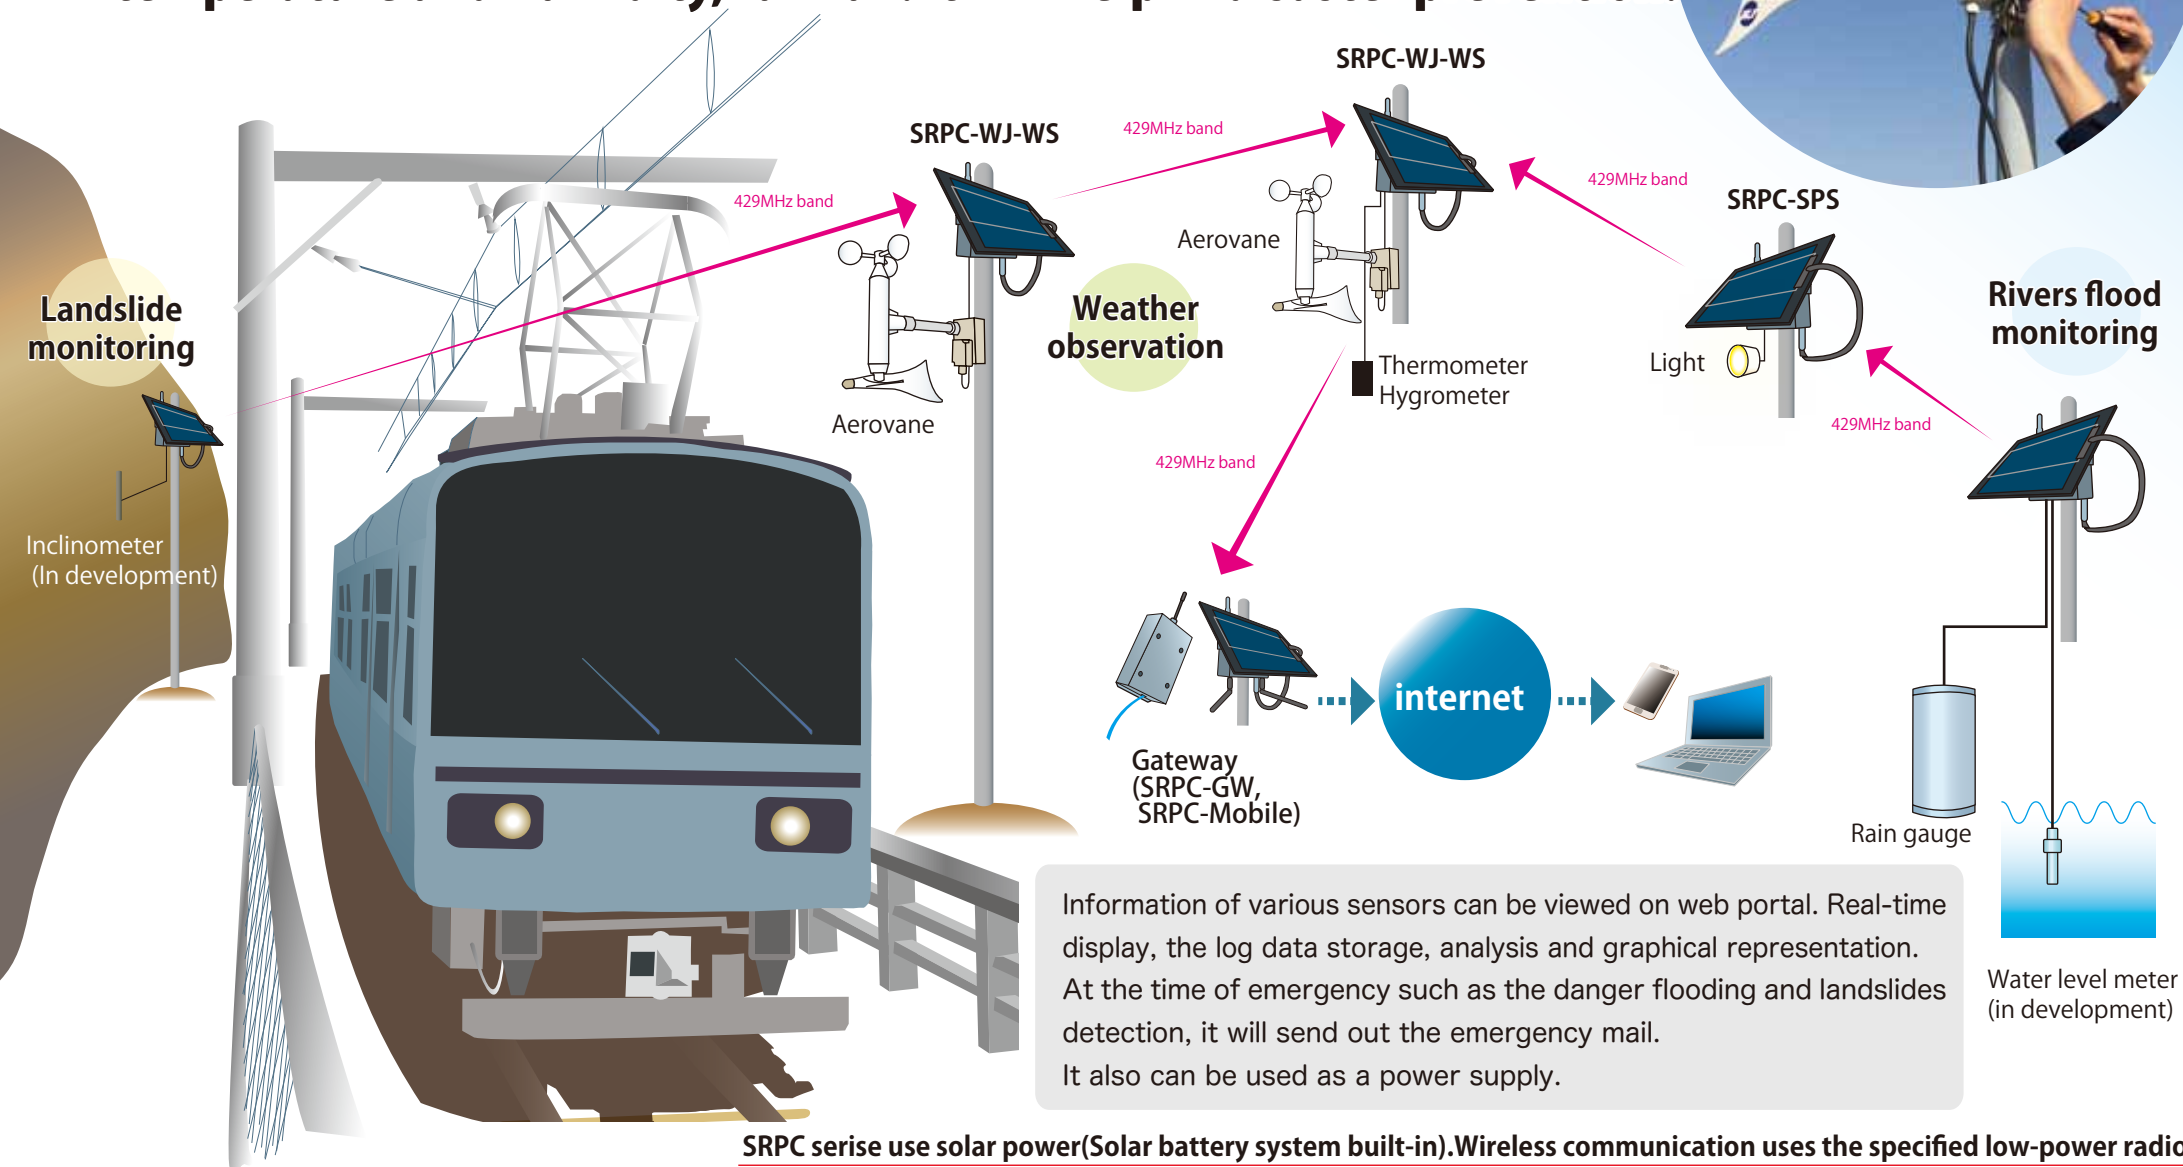 SRPC-WJ-WS
429MHz band
SRPC-WJ-WS
429MHz band
SRPC-SPS
429MHz band
Aerovane
Landslide
monitoring
Weather
observation
Rivers flood
monitoring
Thermometer
Hygrometer
Light
Aerovane
429MHz band
429MHz band
Inclinometer
(In development)
internet
Gateway
(SRPC-GW,
SRPC-Mobile)
Rain gauge
Information of various sensors can be viewed on web portal. Real-time
display, the log data storage, analysis and graphical representation.
At the time of emergency such as the danger flooding and landslides
detection, it will send out the emergency mail.
It also can be used as a power supply.
Water level meter
(in development)
SRPC serise use solar power(Solar battery system built-in).Wireless communication uses the specified low-power radio